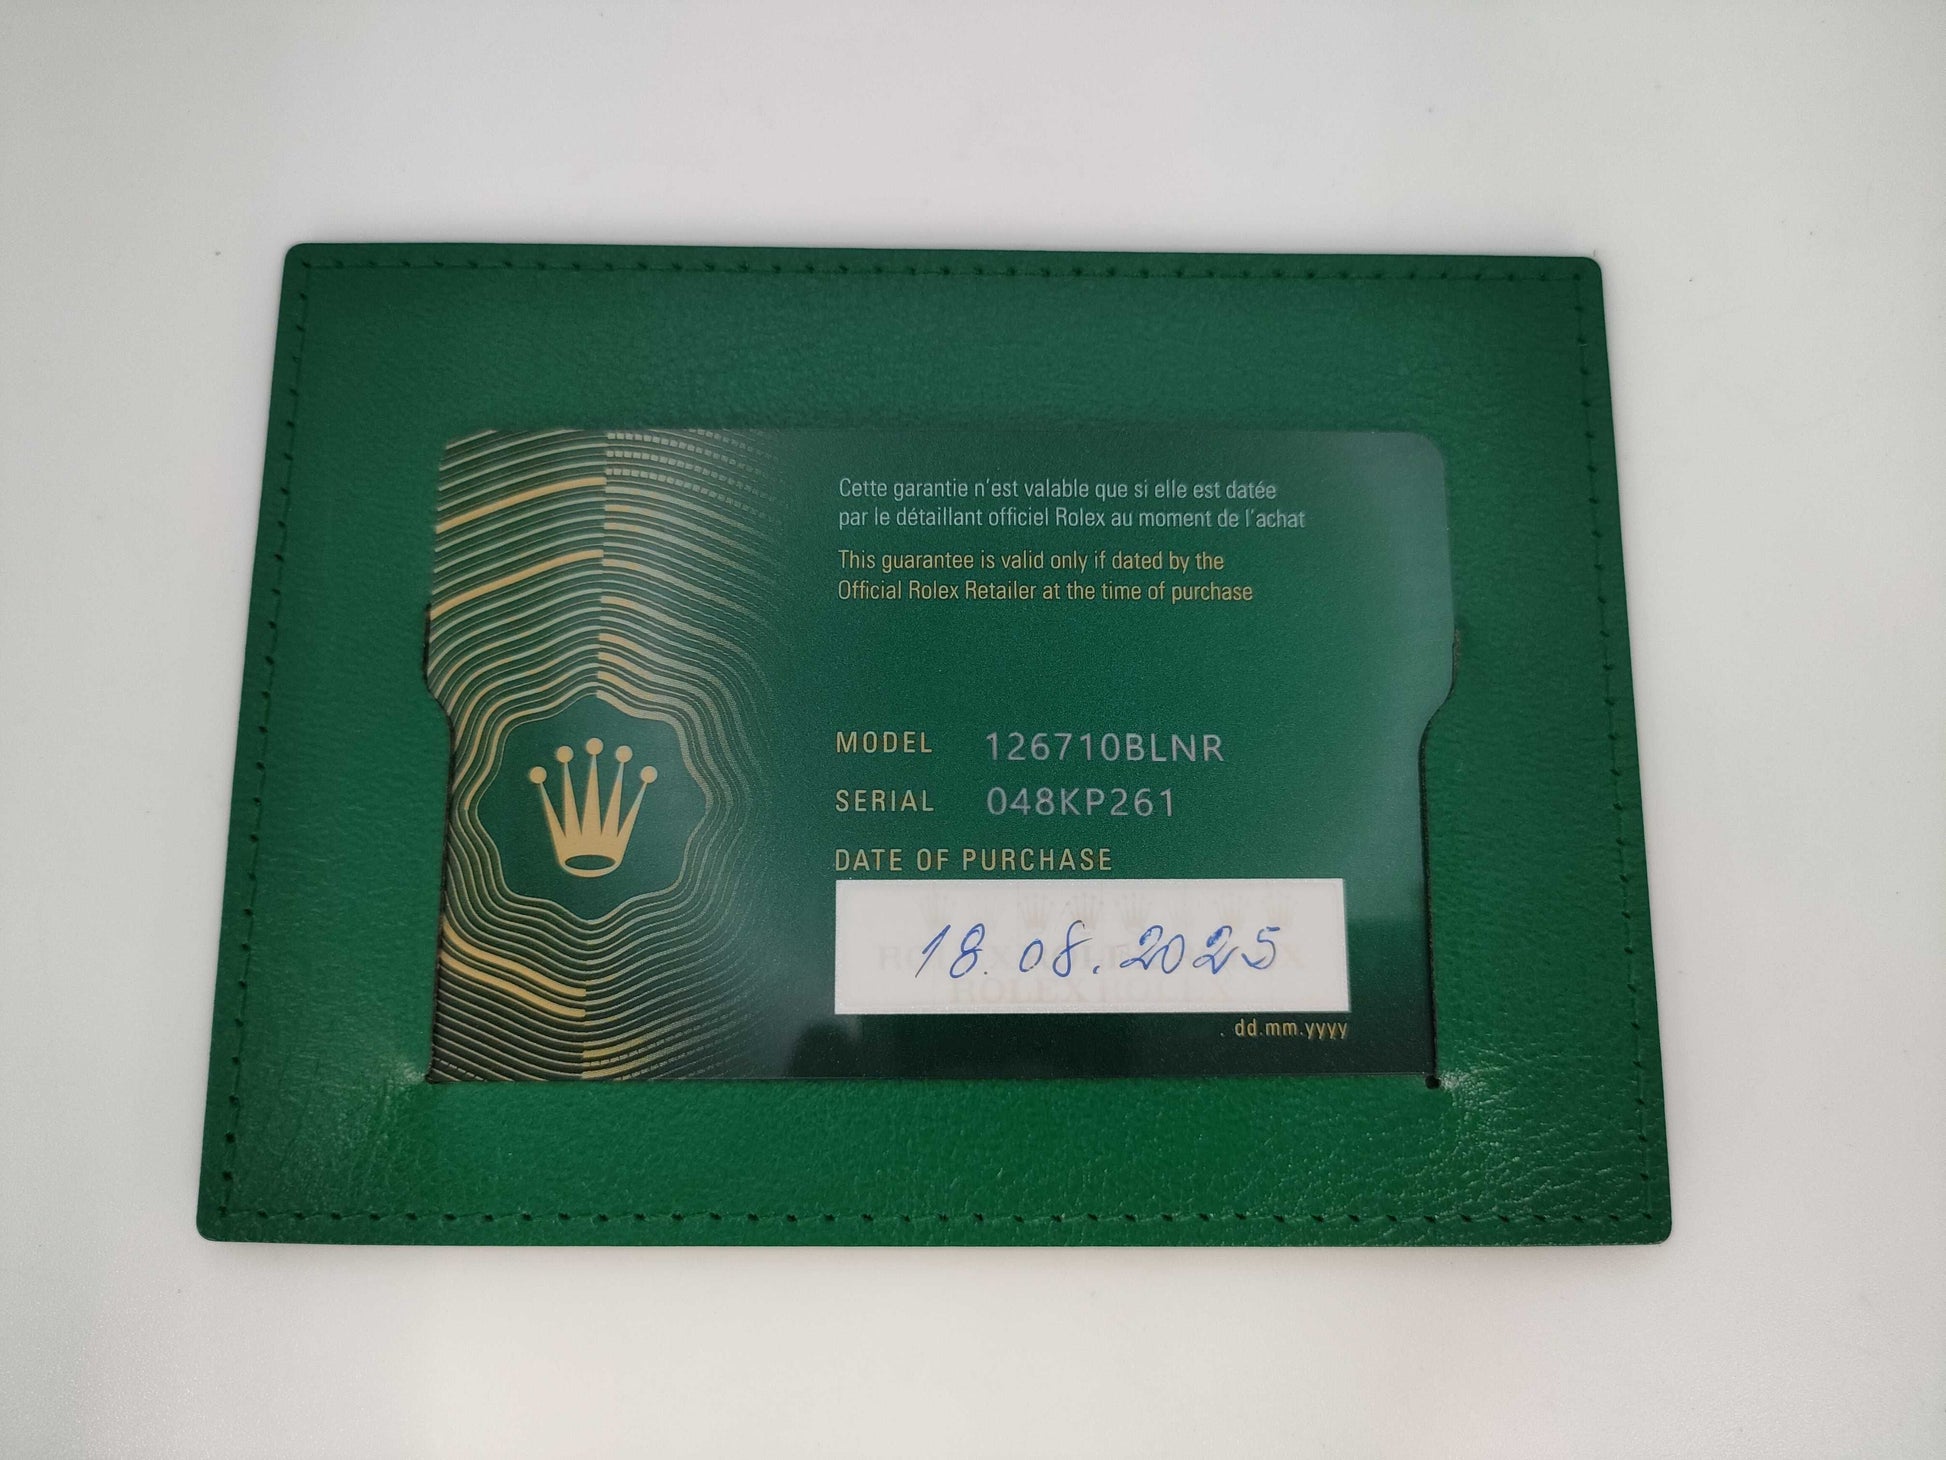 Cette garantie n'est valable que si elle est datée
par le détaillant officiel Rolex au moment de l'achat
This guarantee is valid only if dated by the
Official Rolex Retailer at the time of purchase
MODEL 126710BLNR
SERIAL 048KP261
DATE OF PURCHASE
18.08.2025
ROLEX ROLEX
dd.mm.yyyy